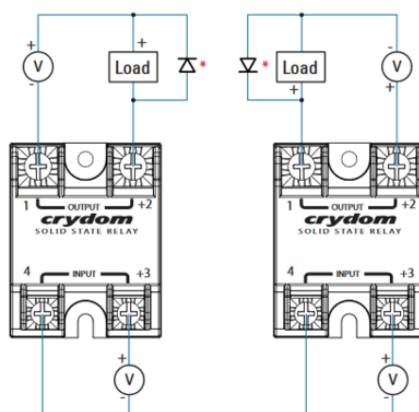 + + - 
V Load * * Load V
- + +
1 +2 1 +2
OUTPUT OUTPUT
crydom crydom
SOLID STATE RELAY SOLID STATE RELAY
4 INPUT +3 4 INPUT +3
+ +
V V
- -